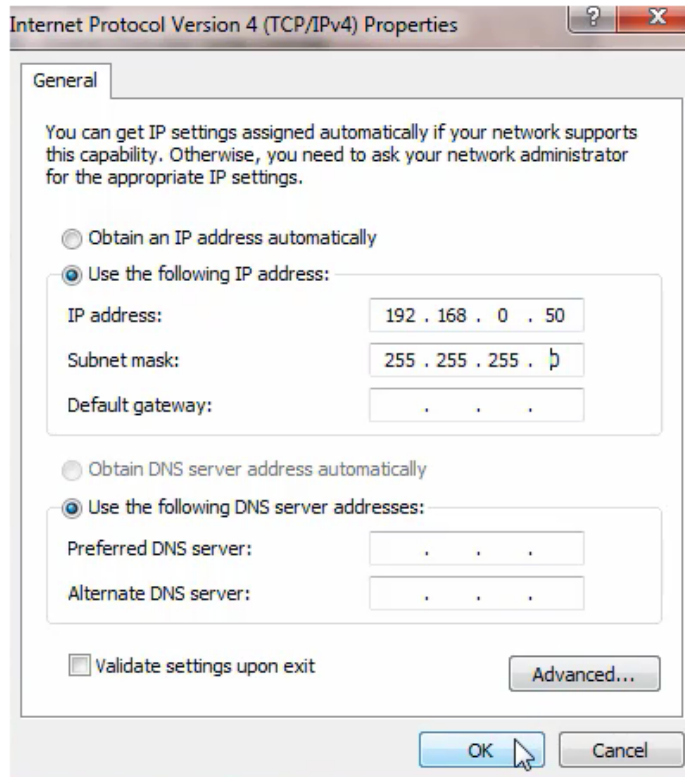 Internet Protocol Version 4 (TCP/IPv4) Properties
General
You can get IP settings assigned automatically if your network supports
this capability. Otherwise, you need to ask your network administrator
for the appropriate IP settings.
Obtain an IP address automatically
Use the following IP address:
IP address: 192 . 168 . 0 . 50
Subnet mask: 255 . 255 . 255 . 0
Default gateway: . . .
Obtain DNS server address automatically
Use the following DNS server addresses:
Preferred DNS server: . . .
Alternate DNS server: . . .
Validate settings upon exit
Advanced...
OK Cancel